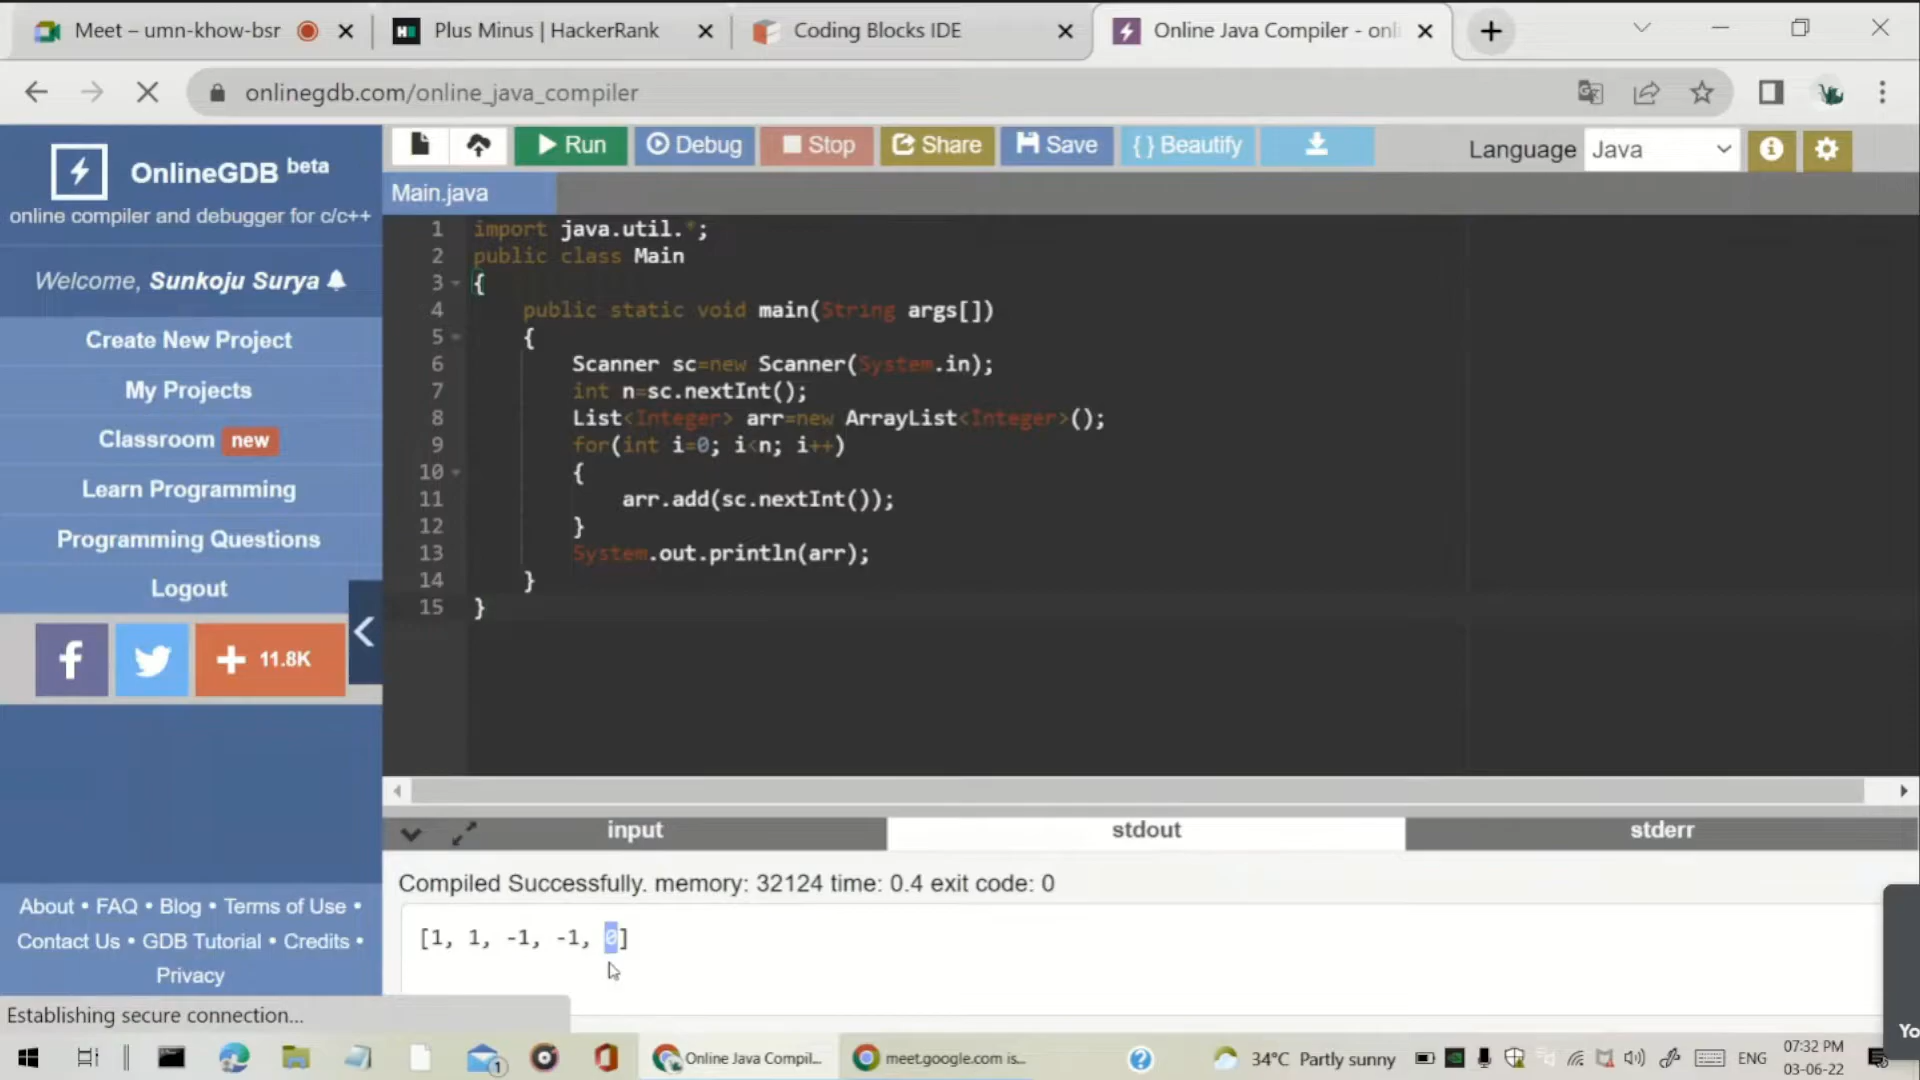 Meet – umn-khow-bsr
Plus Minus | HackerRank
Coding Blocks IDE
Online Java Compiler - onli
onlinegdb.com/online_java_compiler
OnlineGDB beta
online compiler and debugger for c/c++
Welcome, Sunkoju Surya
Create New Project
My Projects
Classroom new
Learn Programming
Programming Questions
Logout
11.8K
About • FAQ • Blog • Terms of Use •
Contact Us • GDB Tutorial • Credits •
Privacy
Run
Debug
Stop
Share
Save
{ } Beautify
Language Java
Main.java
1 import java.util.*;
2 public class Main
3 {
4 public static void main(String args[])
5 {
6 Scanner sc=new Scanner(System.in);
7 int n=sc.nextInt();
8 List<Integer> arr=new ArrayList<Integer>();
9 for(int i=0; i<n; i++)
10 {
11 arr.add(sc.nextInt());
12 }
13 System.out.println(arr);
14 }
15 }
input
stdout
stderr
Compiled Successfully. memory: 32124 time: 0.4 exit code: 0
[1, 1, -1, -1, 0]
Yo
Establishing secure connection...
1
Online Java Compil...
meet.google.com is...
34°C Partly sunny
ENG
07:32 PM
03-06-22